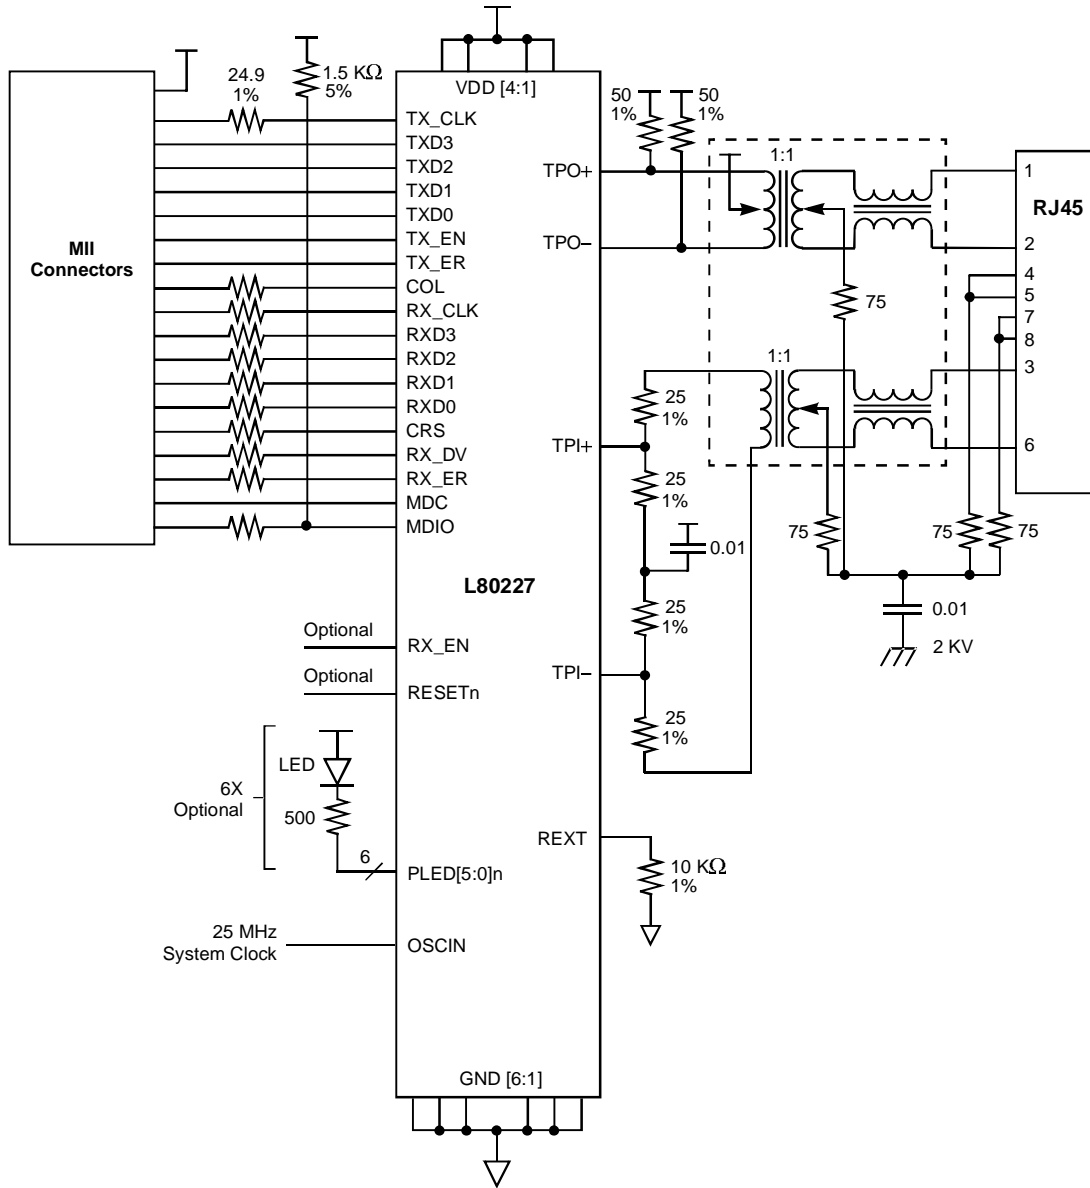 MII
Connectors
24.9
1%
1.5 KΩ
5%
VDD [4:1]
TX_CLK
TXD3
TXD2
TXD1
TXD0
TX_EN
TX_ER
COL
RX_CLK
RXD3
RXD2
RXD1
RXD0
CRS
RX_DV
RX_ER
MDC
MDIO
L80227
Optional
RX_EN
Optional
RESETn
LED
6X
Optional
500
6
PLED[5:0]n
25 MHz
System Clock
OSCIN
GND [6:1]
TPO+
TPO–
TPI+
TPI–
REXT
50
1%
50
1%
1:1
75
1:1
25
1%
25
1%
0.01
25
1%
25
1%
10 KΩ
1%
75
75
75
0.01
2 KV
RJ45
1
2
4
5
7
8
3
6